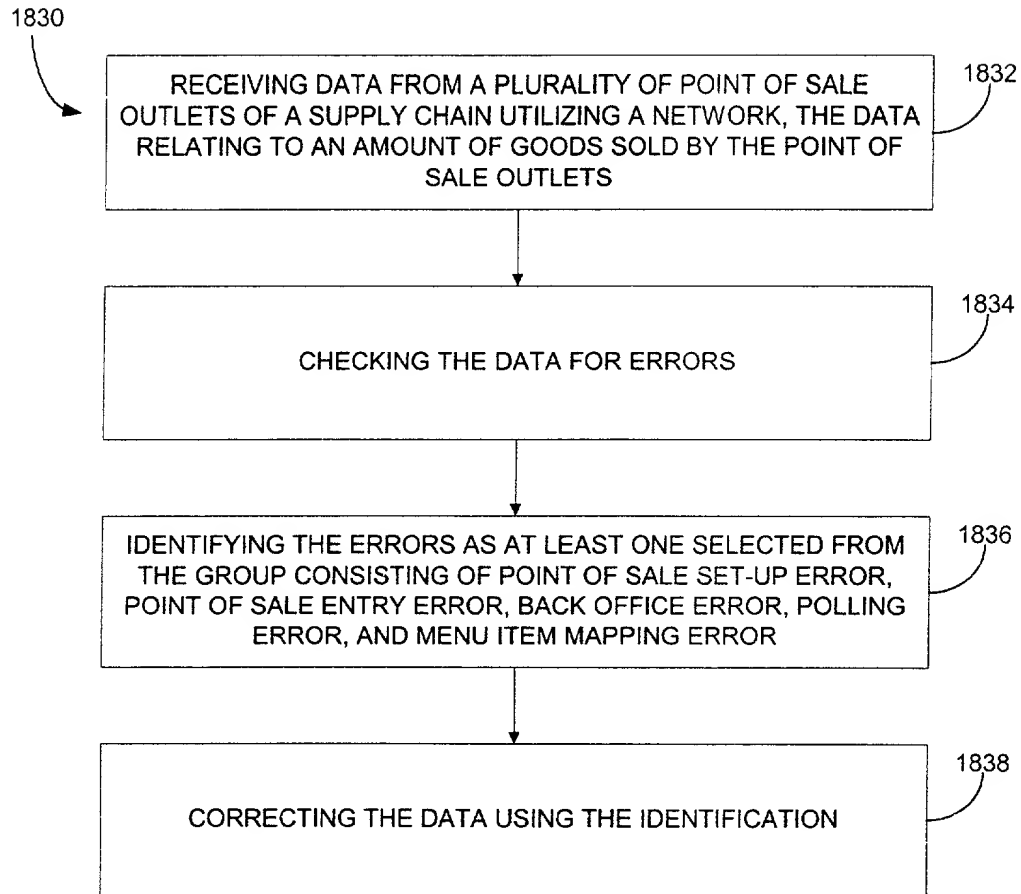 1830
RECEIVING DATA FROM A PLURALITY OF POINT OF SALE
OUTLETS OF A SUPPLY CHAIN UTILIZING A NETWORK, THE DATA
RELATING TO AN AMOUNT OF GOODS SOLD BY THE POINT OF
SALE OUTLETS
1832
CHECKING THE DATA FOR ERRORS
1834
IDENTIFYING THE ERRORS AS AT LEAST ONE SELECTED FROM
THE GROUP CONSISTING OF POINT OF SALE SET-UP ERROR,
POINT OF SALE ENTRY ERROR, BACK OFFICE ERROR, POLLING
ERROR, AND MENU ITEM MAPPING ERROR
1836
CORRECTING THE DATA USING THE IDENTIFICATION
1838